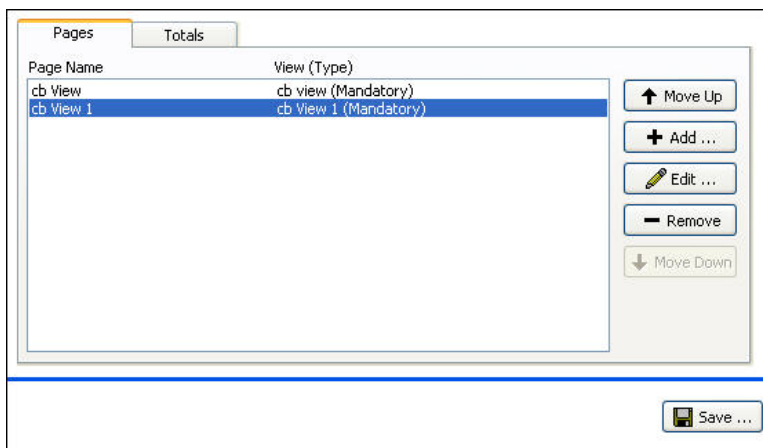 Pages Totals
Page Name View (Type)
cb View cb view (Mandatory)
cb View 1 cb View 1 (Mandatory)
Move Up
Add ...
Edit ...
Remove
Move Down
Save ...